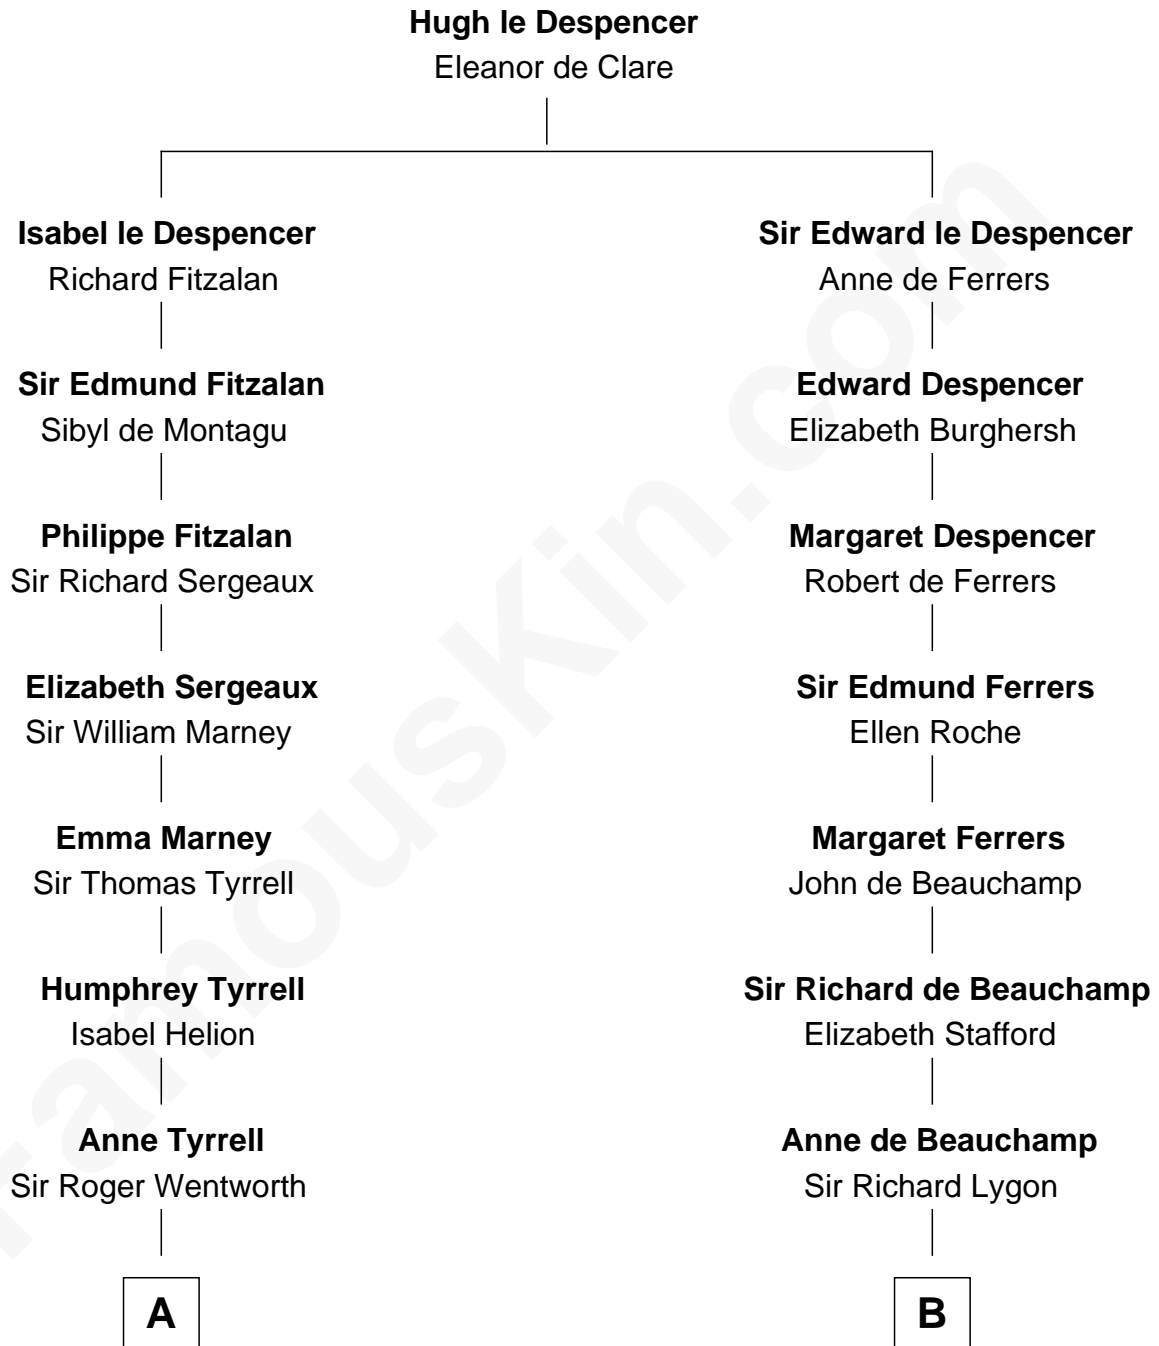 Hugh le Despencer
Eleanor de Clare
Isabel le Despencer
Richard Fitzalan
Sir Edward le Despencer
Anne de Ferrers
Sir Edmund Fitzalan
Sibyl de Montagu
Edward Despencer
Elizabeth Burghersh
Philippe Fitzalan
Sir Richard Sergeaux
Margaret Despencer
Robert de Ferrers
Elizabeth Sergeaux
Sir William Marney
Sir Edmund Ferrers
Ellen Roche
Emma Marney
Sir Thomas Tyrrell
Margaret Ferrers
John de Beauchamp
Humphrey Tyrrell
Isabel Helion
Sir Richard de Beauchamp
Elizabeth Stafford
Anne Tyrrell
Sir Roger Wentworth
Anne de Beauchamp
Sir Richard Lygon
A
B
FamousKin.com